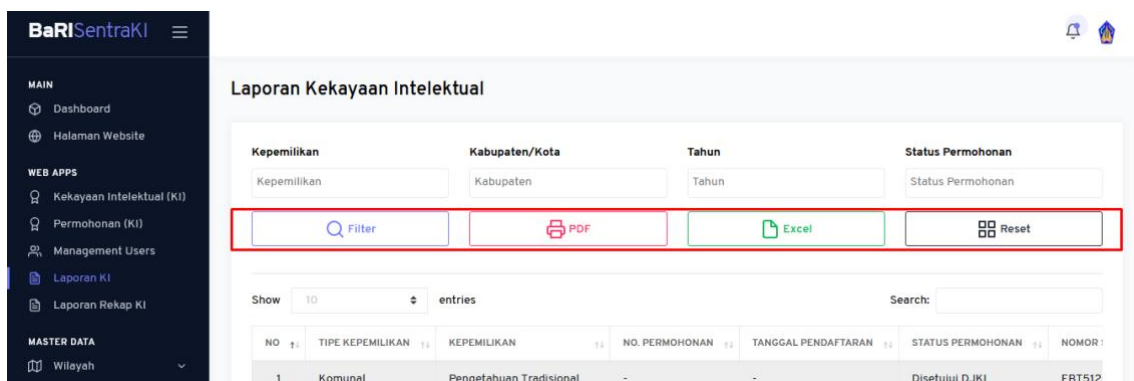 BaRISentraKI
MAIN
Dashboard
Halaman Website
WEB APPS
Kekayaan Intelektual (KI)
Permohonan (KI)
Management Users
Laporan KI
Laporan Rekap KI
MASTER DATA
Wilayah
Laporan Kekayaan Intelektual
Kepemilikan Kabupaten/Kota Tahun Status Permohonan
Kepemilikan Kabupaten Tahun Status Permohonan
Filter PDF Excel Reset
Show 10 entries Search:
NO TIPE KEPEMILIKAN KEPEMILIKAN NO. PERMOHONAN TANGGAL PENDAFTARAN STATUS PERMOHONAN NOMOR
1 Komunal Pengetahuan Tradisional - - Disetujui DJKI EBT512